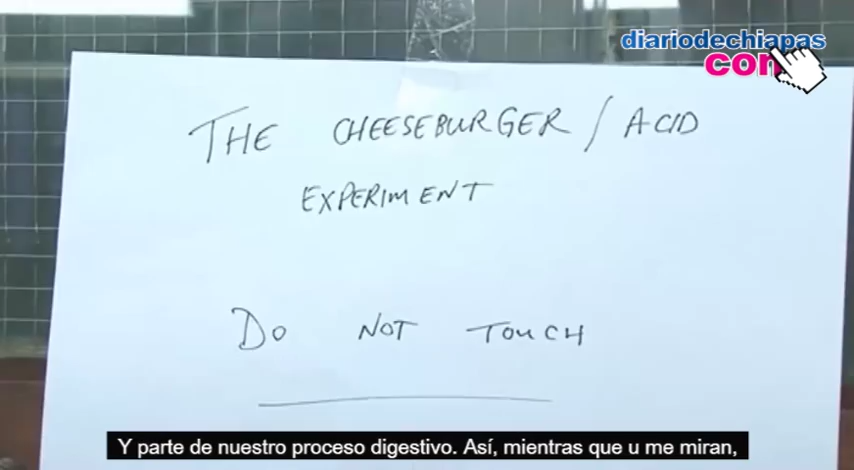 diariodechiapas
com
THE CHEESEBURGER / ACID
EXPERIMENT
DO NOT TOUCH
Y parte de nuestro proceso digestivo. Así, mientras que u me miran,